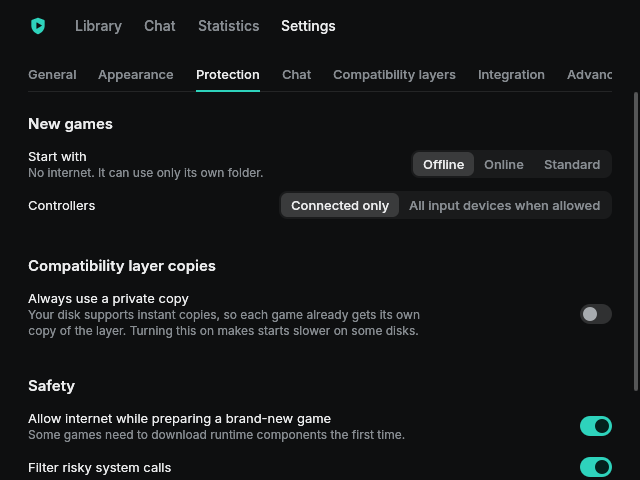 Library Chat Statistics Settings
General Appearance Protection Chat Compatibility layers Integration Advanc
New games
Start with
No internet. It can use only its own folder.
Offline Online Standard
Controllers
Connected only All input devices when allowed
Compatibility layer copies
Always use a private copy
Your disk supports instant copies, so each game already gets its own
copy of the layer. Turning this on makes starts slower on some disks.
Safety
Allow internet while preparing a brand-new game
Some games need to download runtime components the first time.
Filter risky system calls